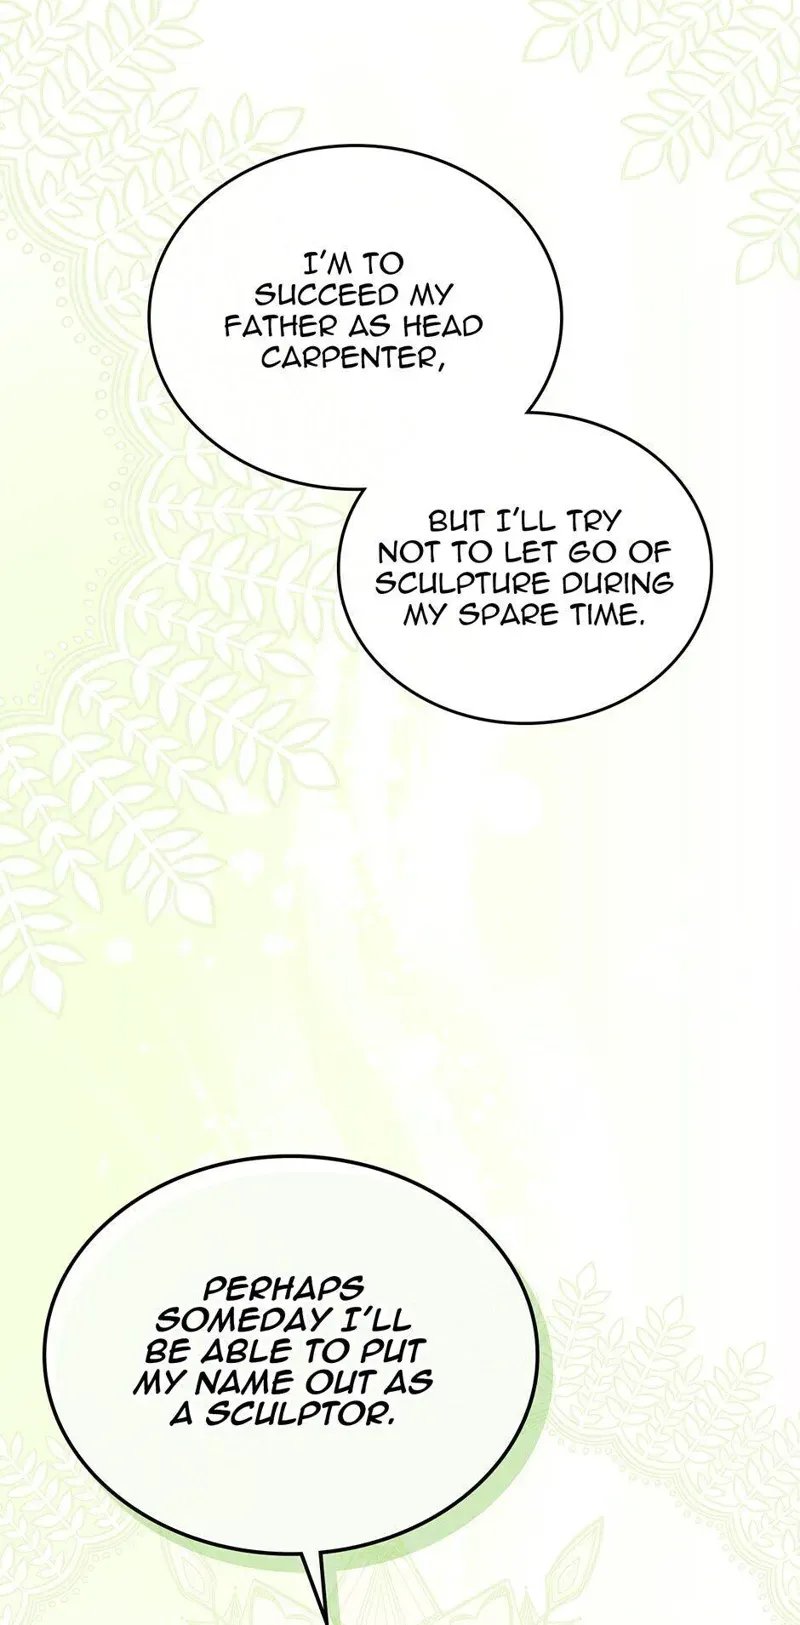 I'M TO
SUCCEED MY
FATHER AS HEAD
CARPENTER,
BUT I'LL TRY
NOT TO LET GO OF
SCULPTURE DURING
MY SPARE TIME.
PERHAPS
SOMEDAY I'LL
BE ABLE TO PUT
MY NAME OUT AS
A SCULPTOR.